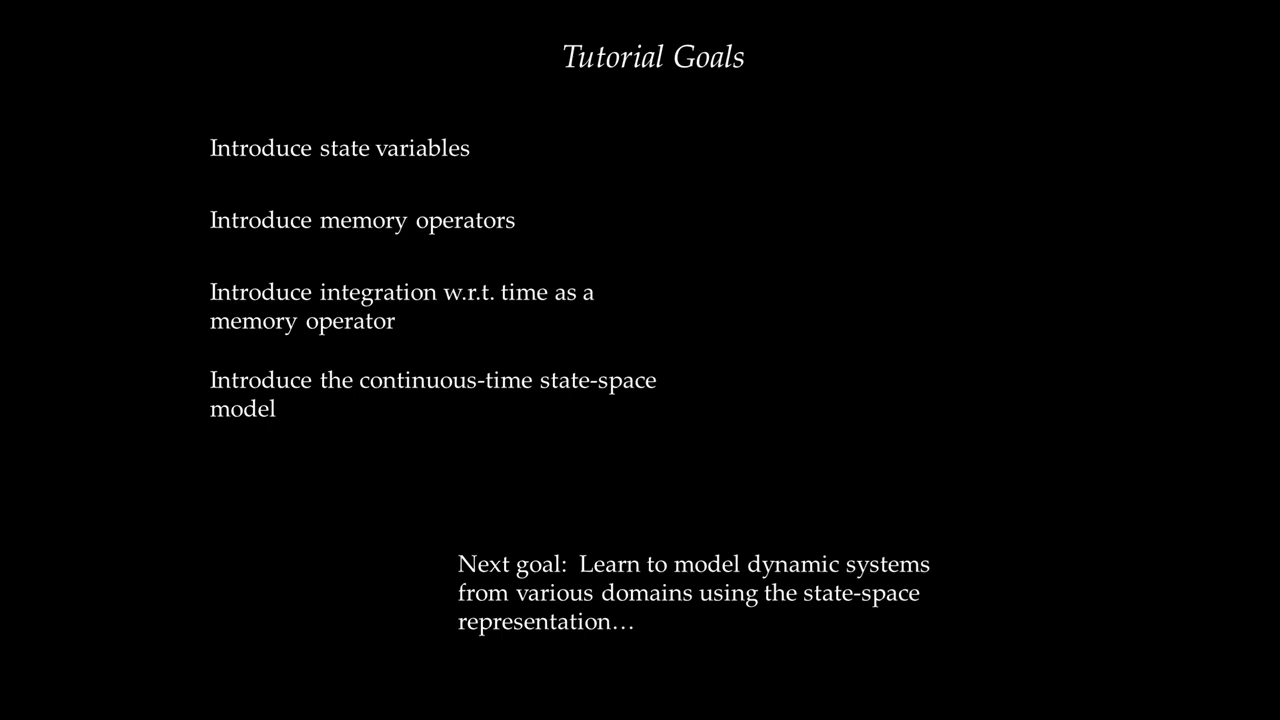 Tutorial Goals
Introduce state variables
Introduce memory operators
Introduce integration w.r.t. time as a
memory operator
Introduce the continuous-time state-space
model
Next goal:  Learn to model dynamic systems
from various domains using the state-space
representation…